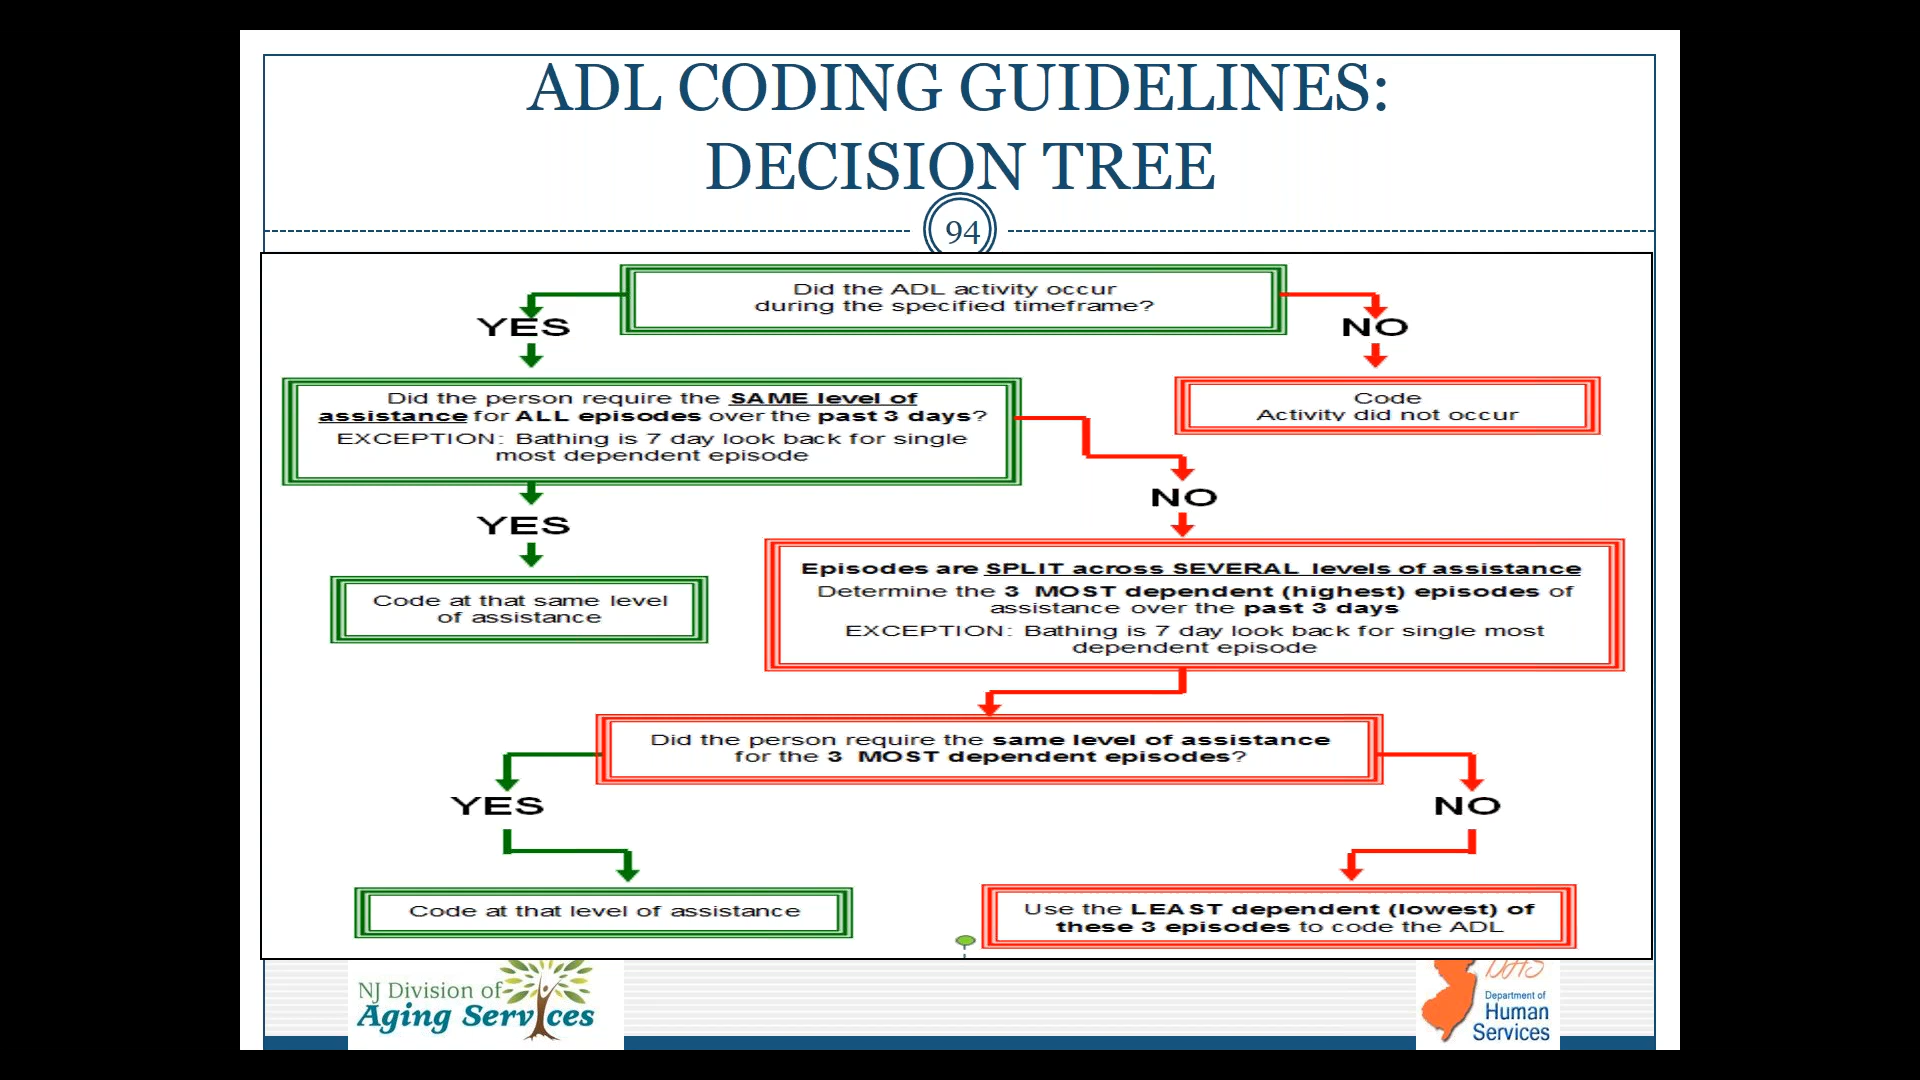 ADL CODING GUIDELINES:
DECISION TREE
94
Did the ADL activity occur
during the specified timeframe?
YES
NO
Did the person require the SAME level of
assistance for ALL episodes over the past 3 days?
EXCEPTION: Bathing is 7 day look back for single
most dependent episode
Code
Activity did not occur
NO
YES
Episodes are SPLIT across SEVERAL levels of assistance
Determine the 3 MOST dependent (highest) episodes of
assistance over the past 3 days
EXCEPTION: Bathing is 7 day look back for single most
dependent episode
Code at that same level
of assistance
Did the person require the same level of assistance
for the 3 MOST dependent episodes?
YES
NO
Code at that level of assistance
Use the LEAST dependent (lowest) of
these 3 episodes to code the ADL
NJ Division of
Aging Services
Department of
Human
Services